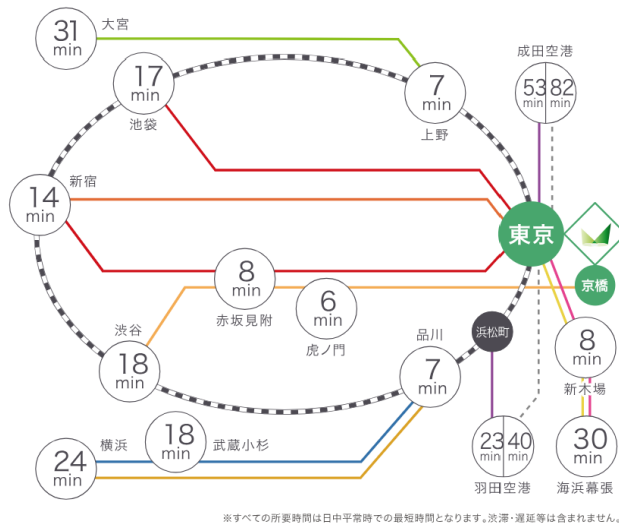 大宮
31
min
17
min
池袋
7
min
上野
成田空港
53
min
82
min
新宿
14
min
東京
京橋
8
min
赤坂見附
6
min
虎ノ門
浜松町
品川
7
min
8
min
新木場
渋谷
18
min
横浜
24
min
18
min
武蔵小杉
23
min
40
min
羽田空港
30
min
海浜幕張
※すべての所要時間は日中平常時での最短時間となります。渋滞・遅延等は含まれません。